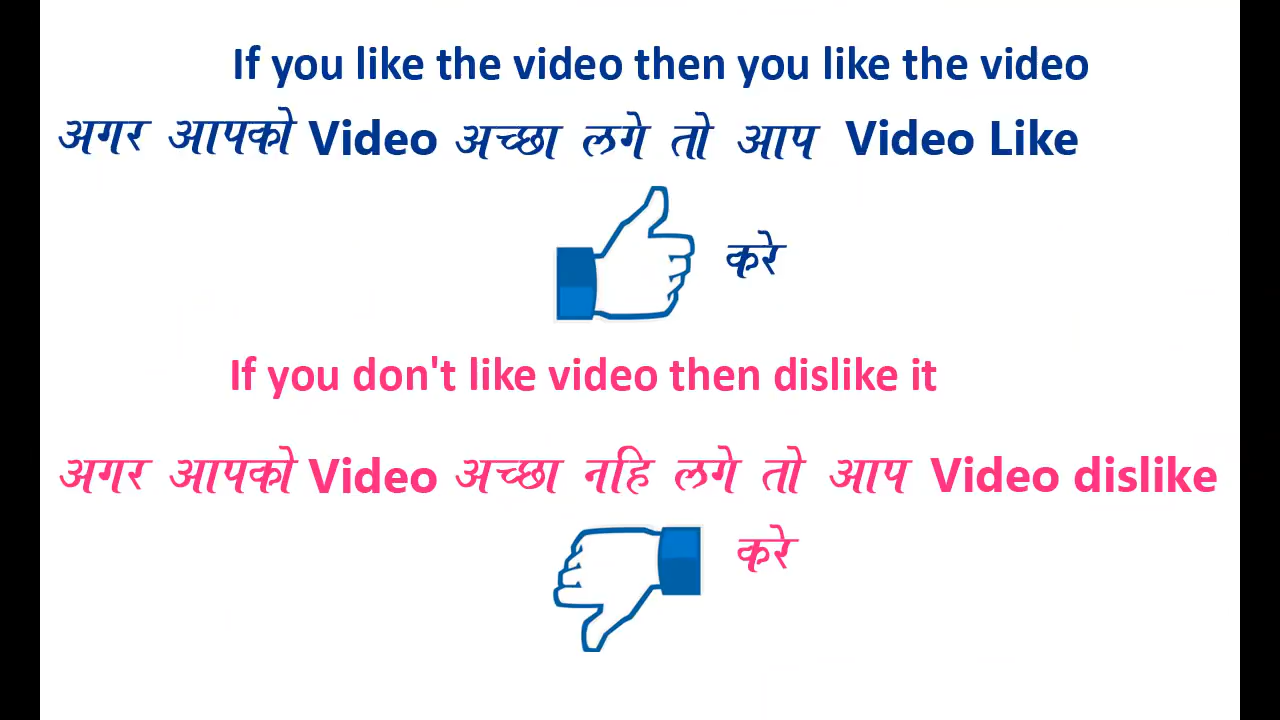 If you like the video then you like the video
अगर आपको Video अच्छा लगे तो आप Video Like
करे
If you don't like video then dislike it
अगर आपको Video अच्छा नहि लगे तो आप Video dislike
करे